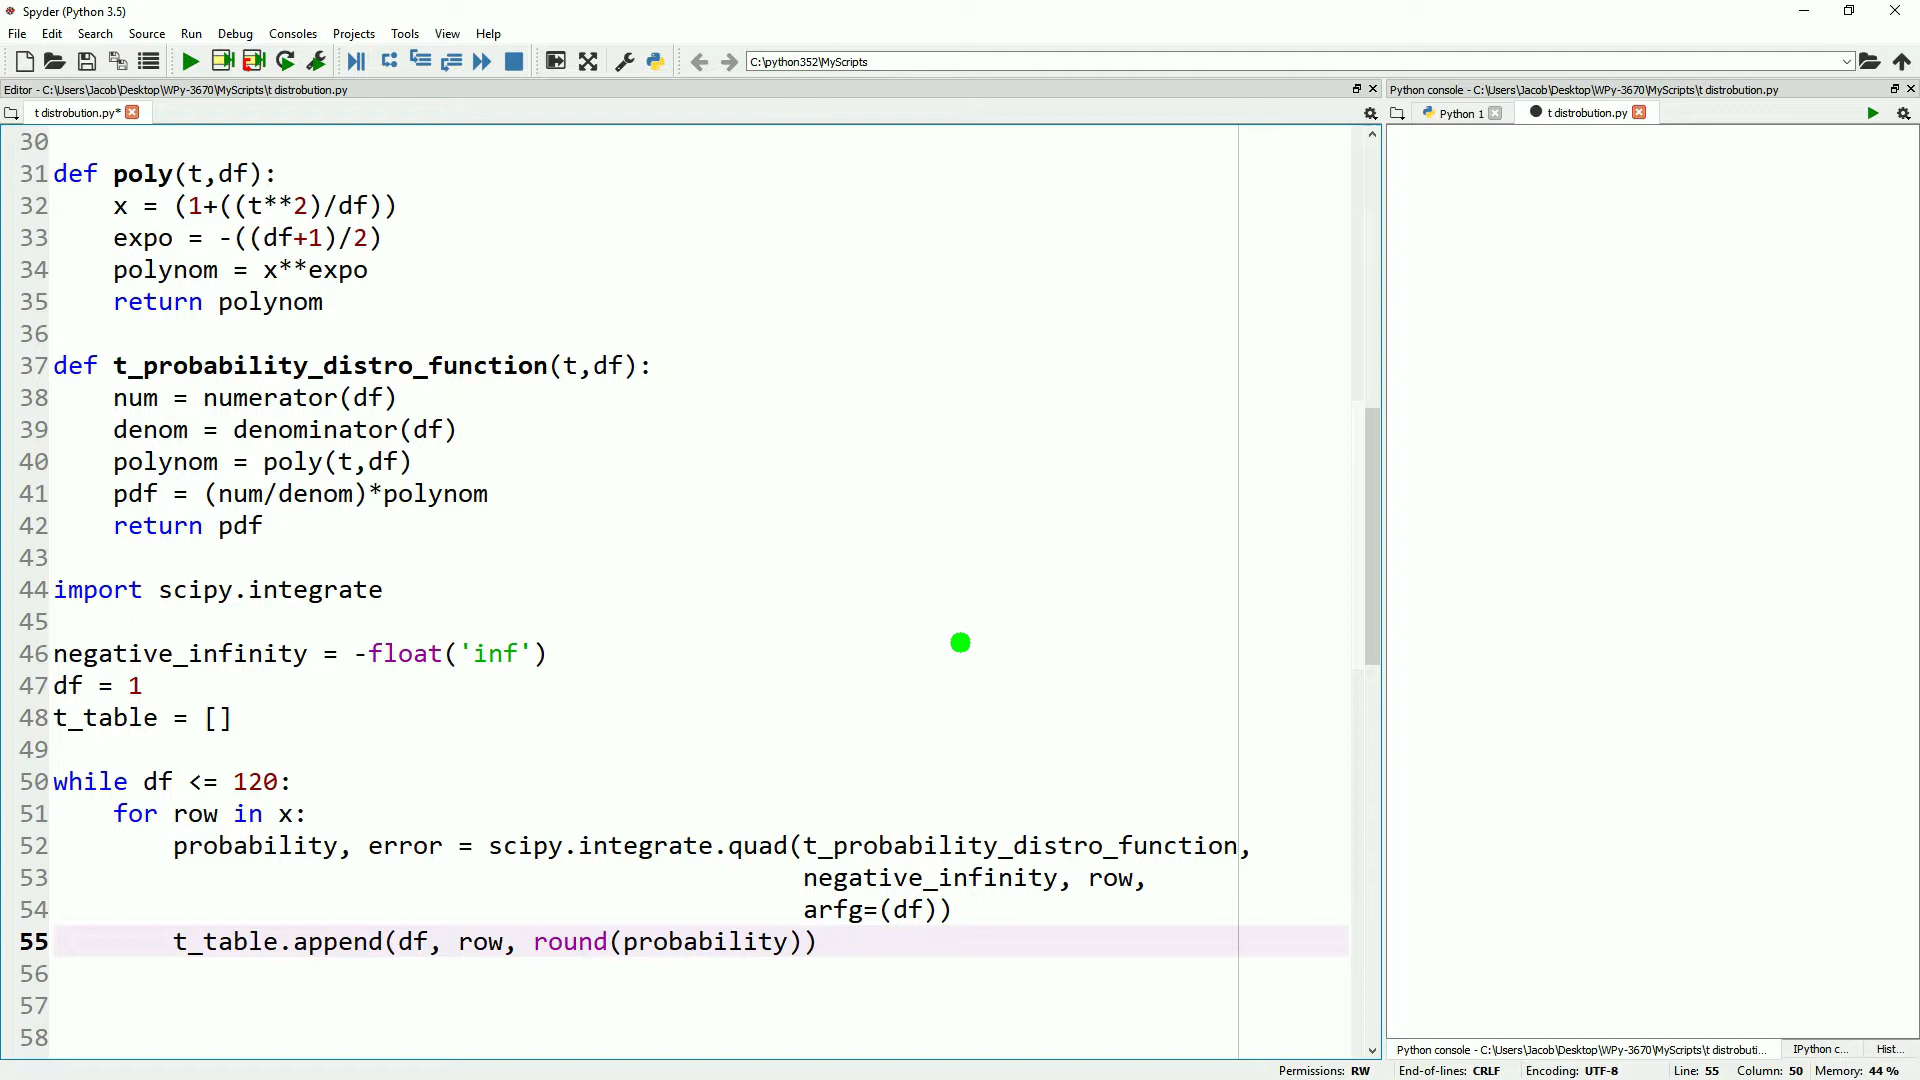 Spyder (Python 3.5)
File Edit Search Source Run Debug Consoles Projects Tools View Help
C:\python352\MyScripts
Editor - C:\Users\Jacob\Desktop\WPy-3670\MyScripts\t distrobution.py
Python console - C:\Users\Jacob\Desktop\WPy-3670\MyScripts\t distrobution.py
t distrobution.py*
Python 1 t distrobution.py
30
31 def poly(t,df):
32     x = (1+((t**2)/df))
33     expo = -((df+1)/2)
34     polynom = x**expo
35     return polynom
36
37 def t_probability_distro_function(t,df):
38     num = numerator(df)
39     denom = denominator(df)
40     polynom = poly(t,df)
41     pdf = (num/denom)*polynom
42     return pdf
43
44 import scipy.integrate
45
46 negative_infinity = -float('inf')
47 df = 1
48 t_table = []
49
50 while df <= 120:
51     for row in x:
52         probability, error = scipy.integrate.quad(t_probability_distro_function,
53                                                   negative_infinity, row,
54                                                   arfg=(df))
55         t_table.append(df, row, round(probability))
56
57
58
Python console - C:\Users\Jacob\Desktop\WPy-3670\MyScripts\t distrobuti... IPython c... Hist...
Permissions: RW End-of-lines: CRLF Encoding: UTF-8 Line: 55 Column: 50 Memory: 44 %